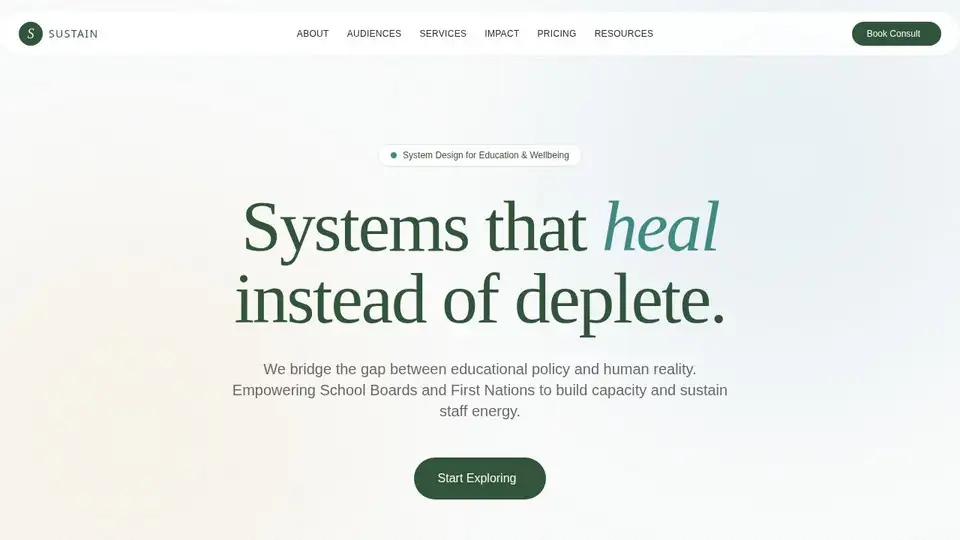 S SUSTAIN
ABOUT AUDIENCES SERVICES IMPACT PRICING RESOURCES
Book Consult
System Design for Education & Wellbeing
Systems that heal
instead of deplete.
We bridge the gap between educational policy and human reality.
Empowering School Boards and First Nations to build capacity and sustain
staff energy.
Start Exploring